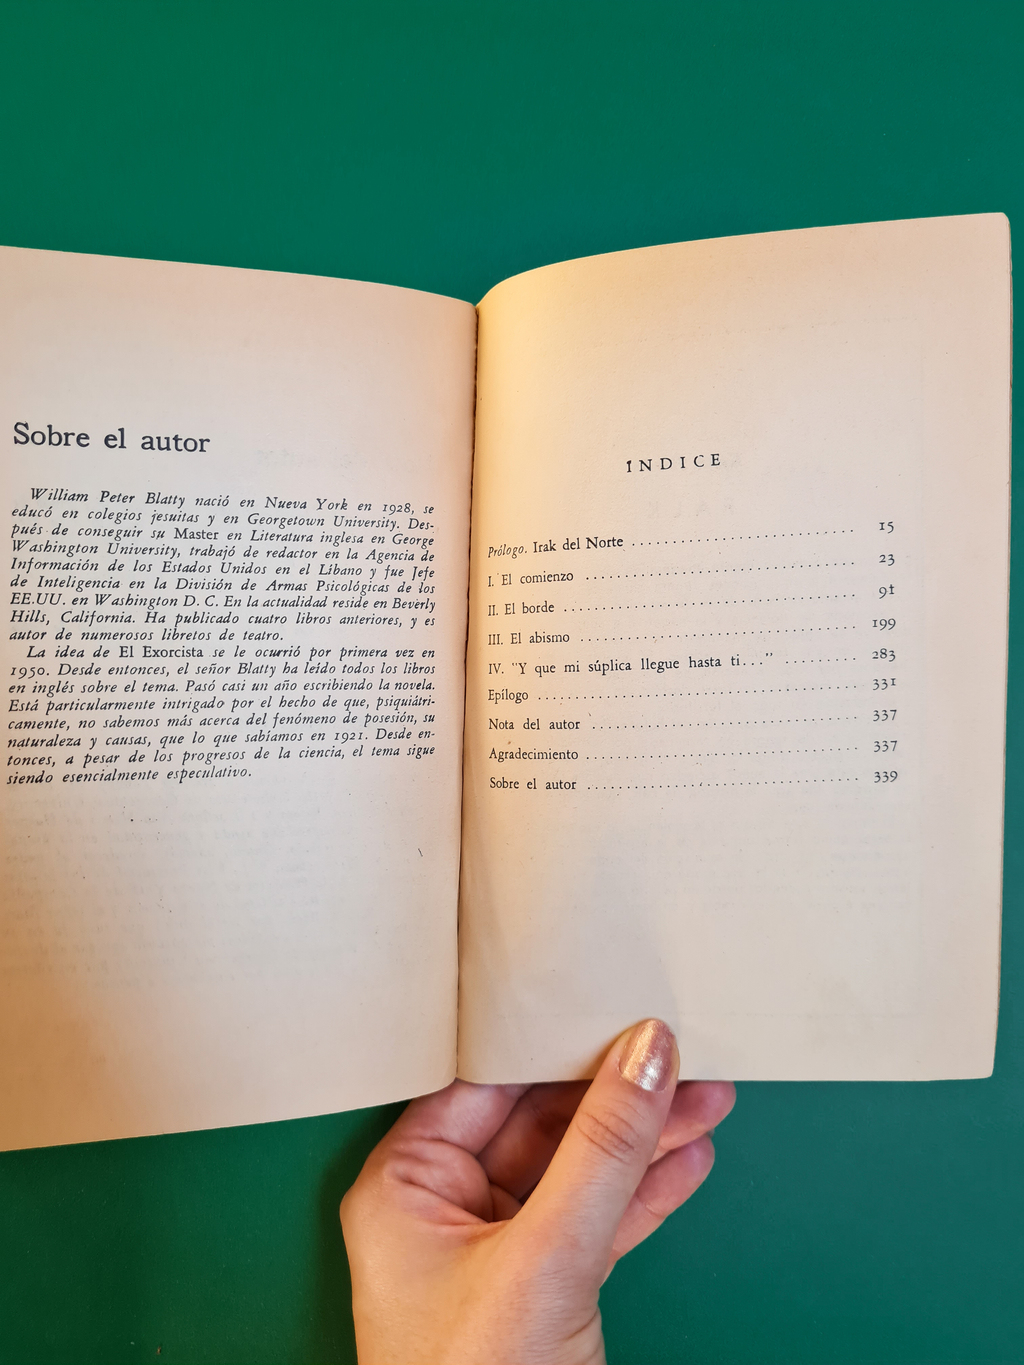 Sobre el autor
William Peter Blatty nació en Nueva York en 1928, se
educó en colegios jesuitas y en Georgetown University. Des-
pués de conseguir su Master en Literatura inglesa en George
Washington University, trabajó de redactor en la Agencia de
Información de los Estados Unidos en el Líbano y fue Jefe
de Inteligencia en la División de Armas Psicológicas de los
EE.UU. en Washington D. C. En la actualidad reside en Beverly
Hills, California. Ha publicado cuatro libros anteriores, y es
autor de numerosos libretos de teatro.
La idea de El Exorcista se le ocurrió por primera vez en
1950. Desde entonces, el señor Blatty ha leído todos los libros
en inglés sobre el tema. Pasó casi un año escribiendo la novela.
Está particularmente intrigado por el hecho de que, psiquiátri-
camente, no sabemos más acerca del fenómeno de posesión, su
naturaleza y causas, que lo que sabíamos en 1921. Desde en-
tonces, a pesar de los progresos de la ciencia, el tema sigue
siendo esencialmente especulativo.
ÍNDICE
Prólogo. Irak del Norte .............................. 15
I. El comienzo .............................. 23
II. El borde .............................. 91
III. El abismo .............................. 199
IV. "Y que mi súplica llegue hasta ti..." .......... 283
Epílogo .............................. 331
Nota del autor .............................. 337
Agradecimiento .............................. 337
Sobre el autor .............................. 339